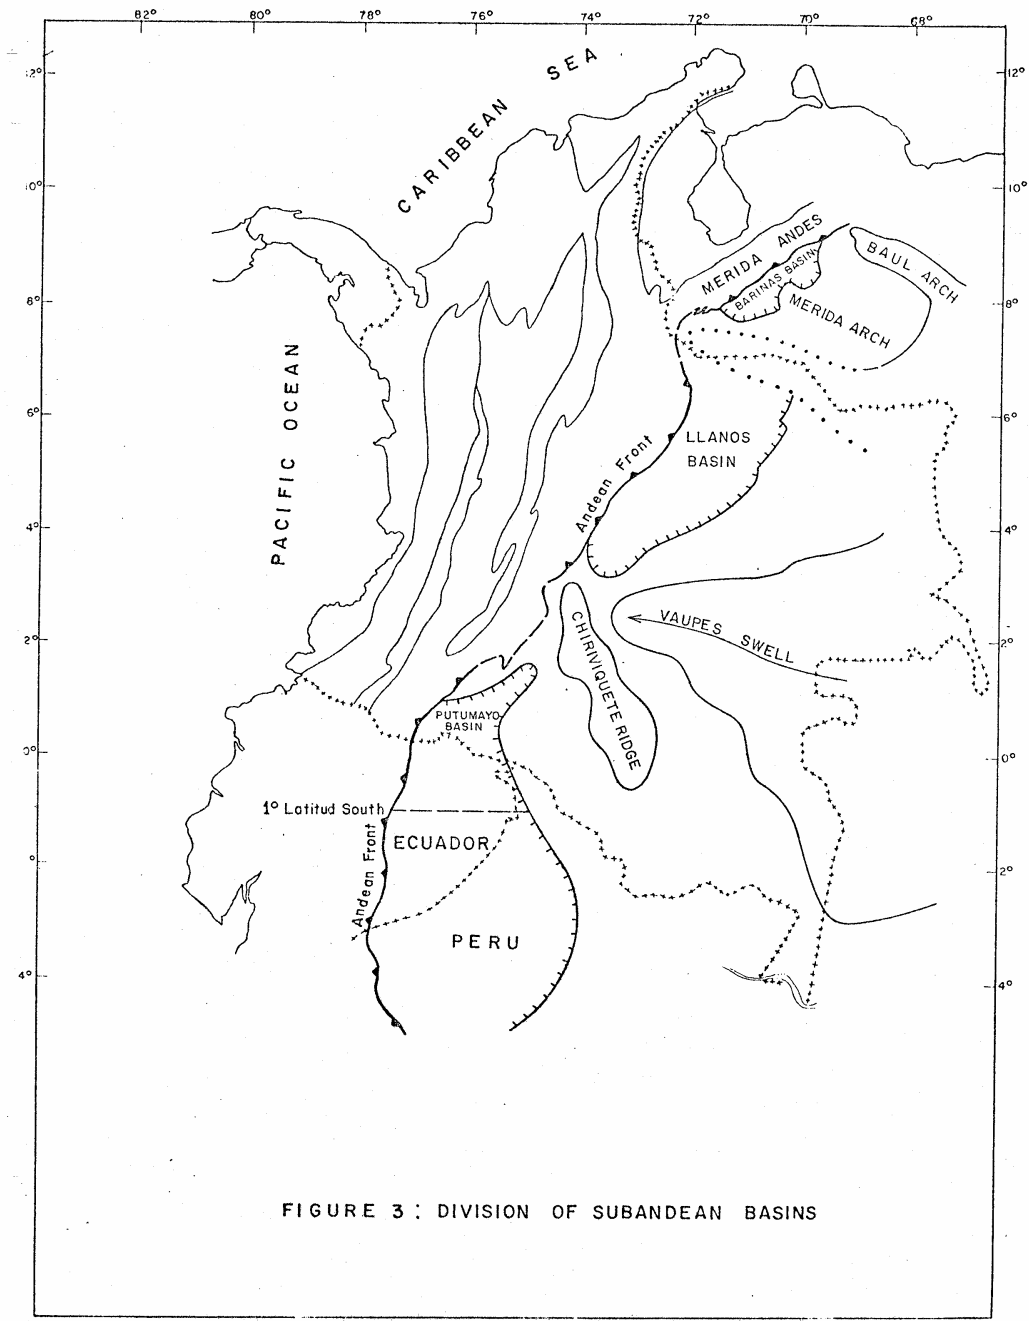 82° 80° 78° 76° 74° 72° 70° 68°
CARIBBEAN SEA
12° 12°
10° 10°
MERIDA ANDES
BAUL ARCH
BARINAS BASIN
8° 8°
MERIDA ARCH
PACIFIC OCEAN
6° 6°
LLANOS
BASIN
Andean Front
4° 4°
VAUPES SWELL
2° 2°
CHIRIVIQUETE RIDGE
PUTUMAYO
BASIN
0° 0°
1° Latitud South
Andean Front
ECUADOR
° 2°
PERU
4° 4°
FIGURE 3: DIVISION OF SUBANDEAN BASINS